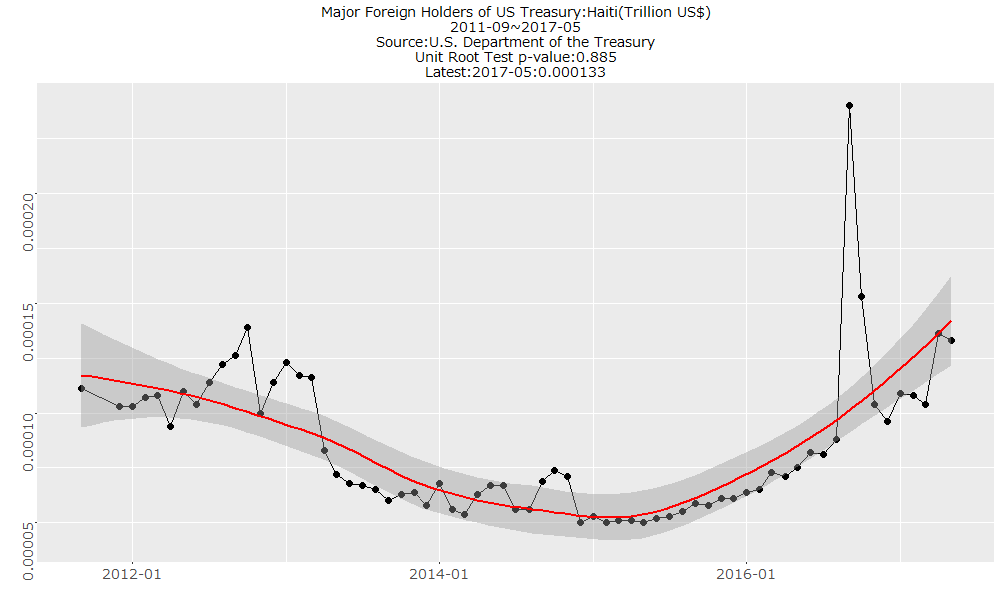 Major Foreign Holders of US Treasury:Haiti(Trillion US$)
2011-09~2017-05
Source:U.S. Department of the Treasury
Unit Root Test p-value:0.885
Latest:2017-05:0.000133
0.00020
0.00015
0.00010
0.00005
2012-01
2014-01
2016-01